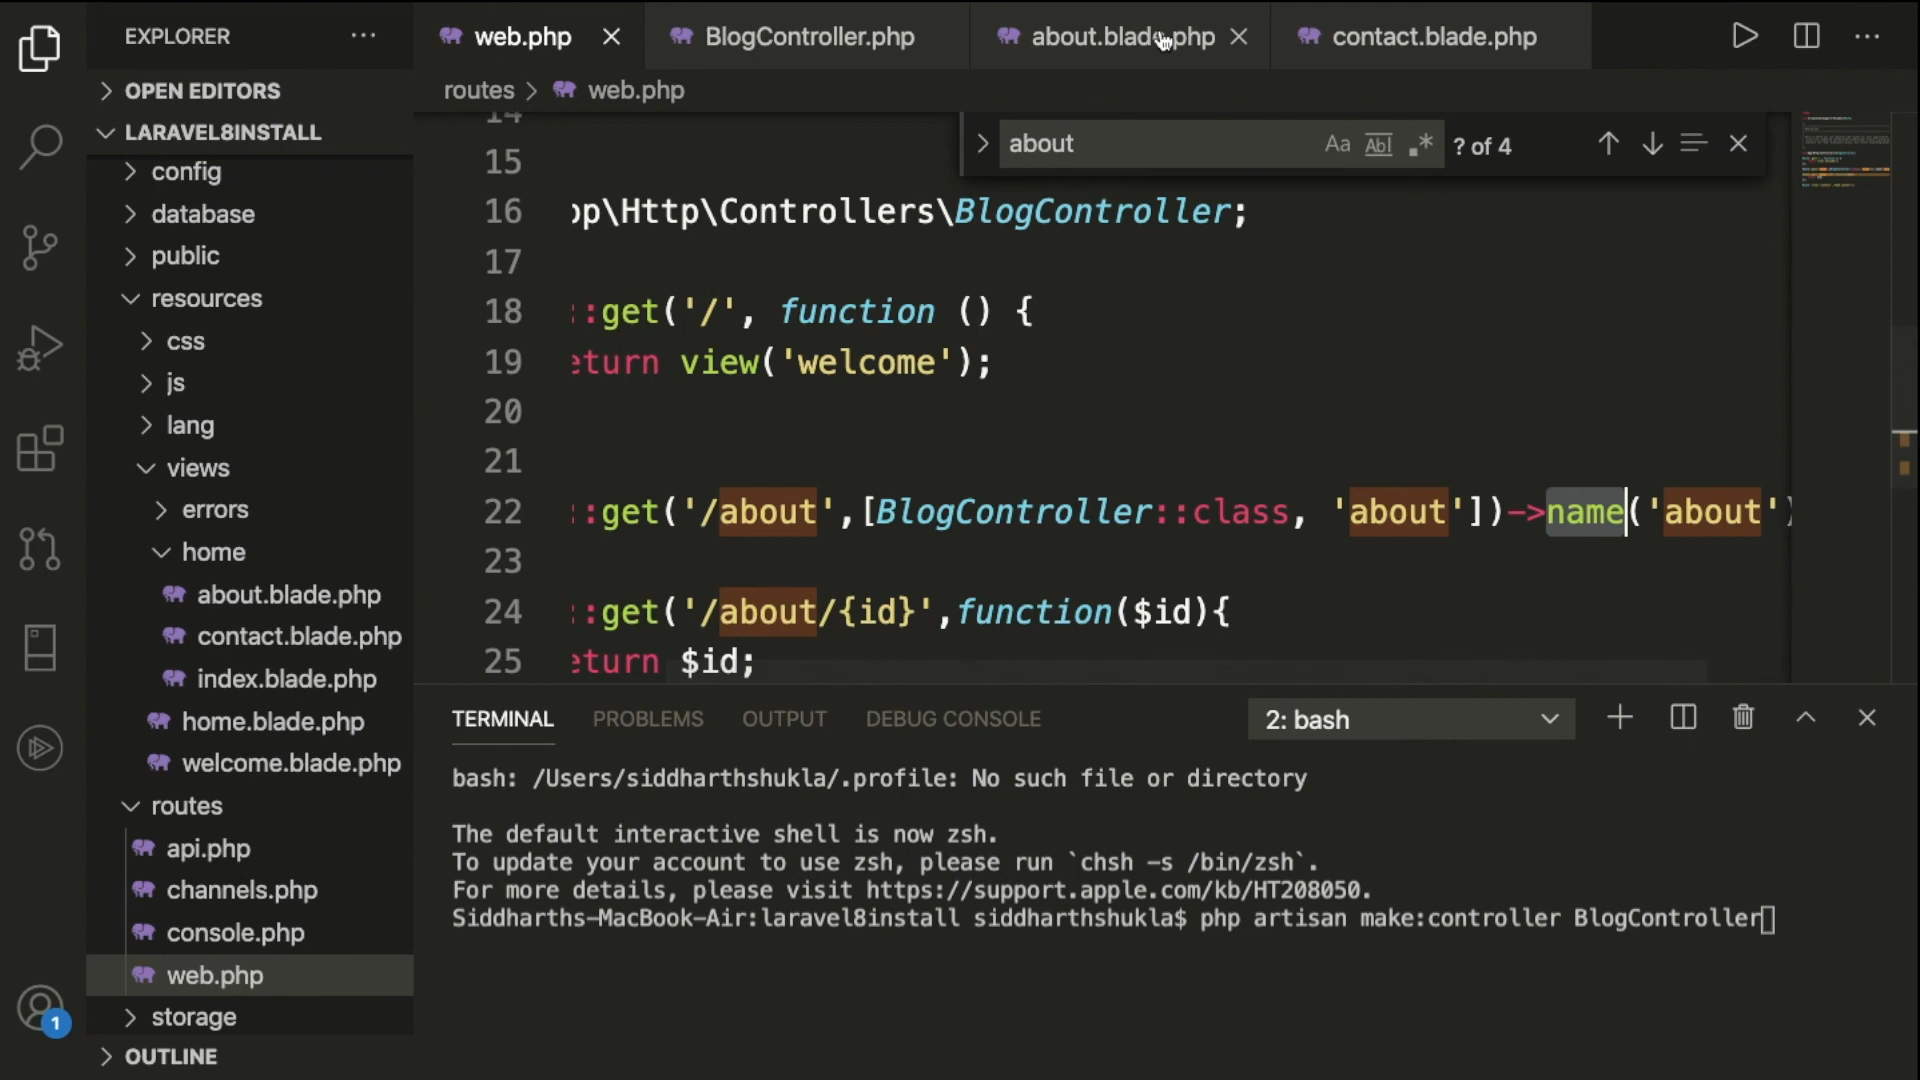 EXPLORER
web.php
BlogController.php
about.blade.php
contact.blade.php
OPEN EDITORS
routes > web.php
LARAVEL8INSTALL
about
Aa Abl .* ? of 4
config
database
public
resources
css
js
lang
views
errors
home
about.blade.php
contact.blade.php
index.blade.php
home.blade.php
welcome.blade.php
routes
api.php
channels.php
console.php
web.php
storage
OUTLINE
1
14
15
16 pp\Http\Controllers\BlogController;
17
18 ::get('/', function () {
19 eturn view('welcome');
20
21
22 ::get('/about',[BlogController::class, 'about'])->name('about')
23
24 ::get('/about/{id}',function($id){
25 eturn $id;
TERMINAL PROBLEMS OUTPUT DEBUG CONSOLE 2: bash
bash: /Users/siddharthshukla/.profile: No such file or directory
The default interactive shell is now zsh.
To update your account to use zsh, please run `chsh -s /bin/zsh`.
For more details, please visit https://support.apple.com/kb/HT208050.
Siddharths-MacBook-Air:laravel8install siddharthshukla$ php artisan make:controller BlogController